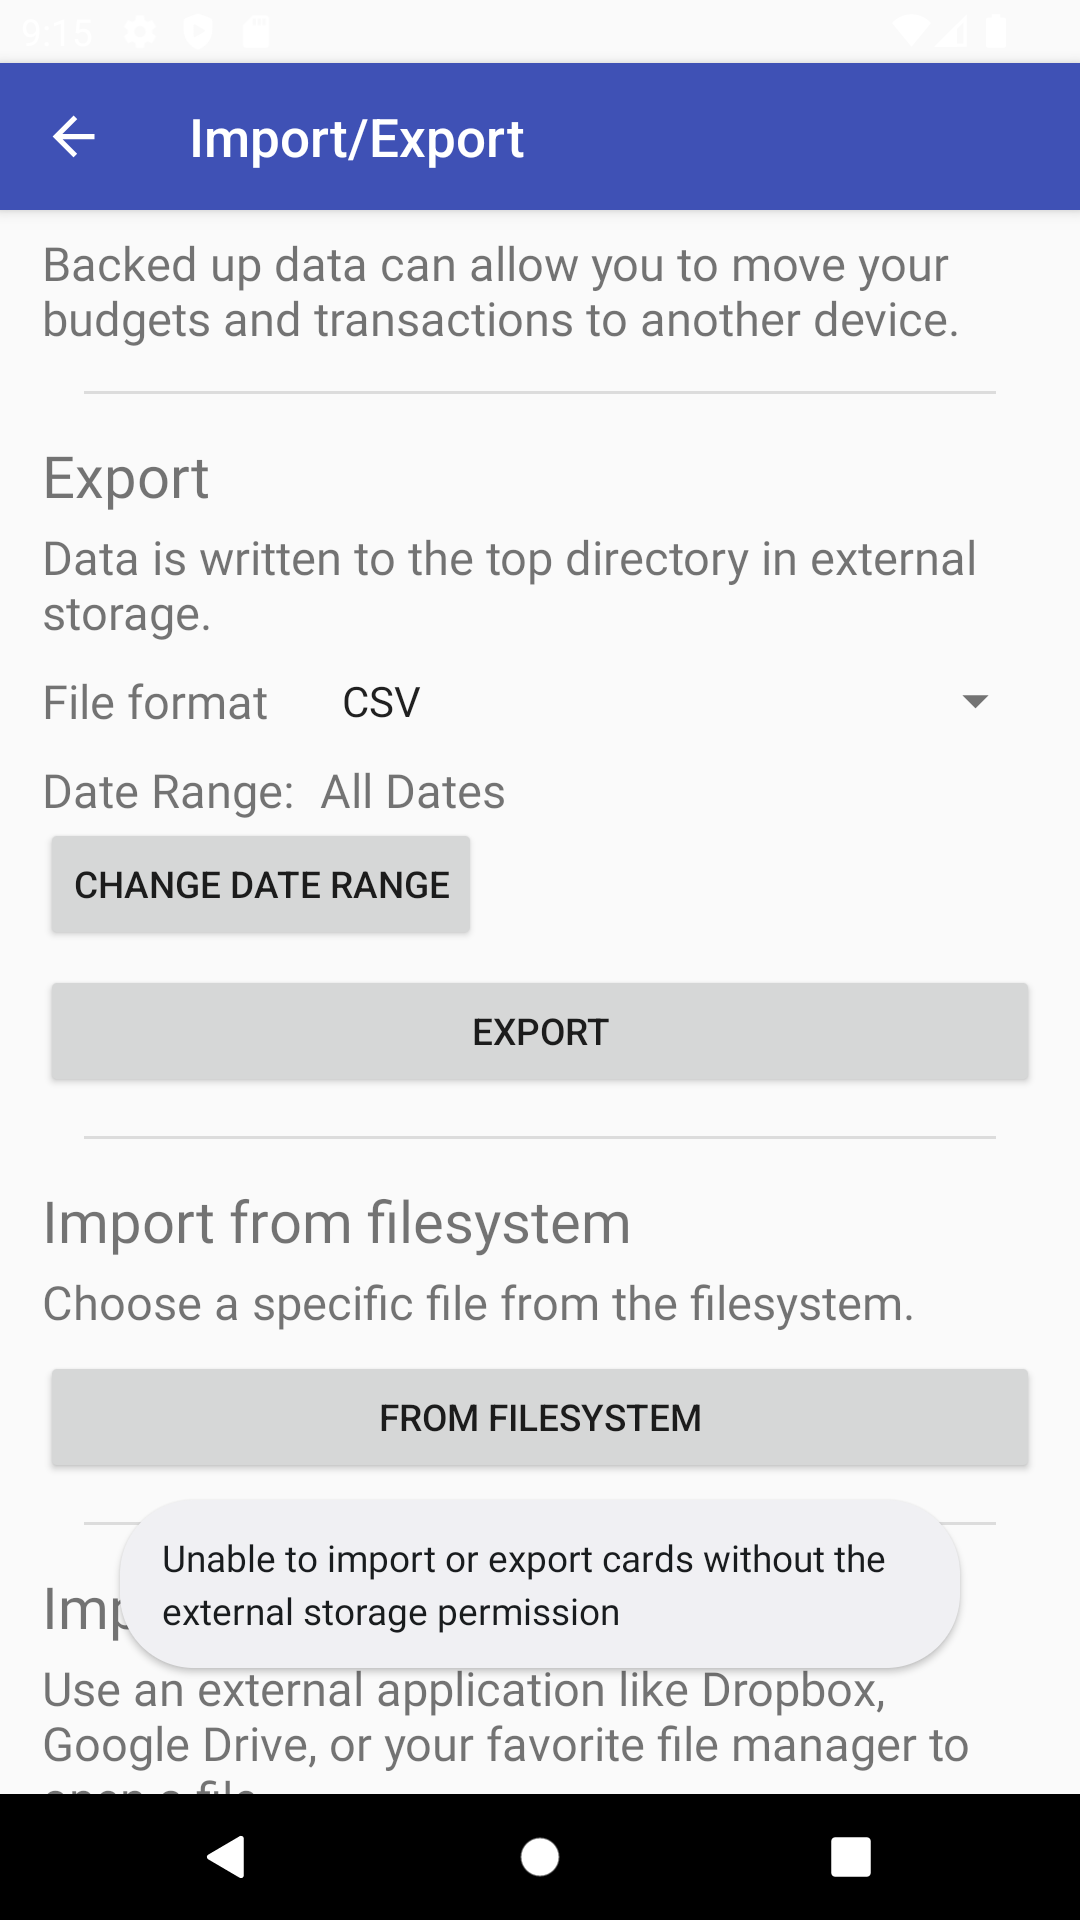 9:15
Import/Export
Backed up data can allow you to move your
budgets and transactions to another device.
Export
Data is written to the top directory in external
storage.
File format CSV
Date Range: All Dates
CHANGE DATE RANGE
EXPORT
Import from filesystem
Choose a specific file from the filesystem.
FROM FILESYSTEM
Unable to import or export cards without the
external storage permission
Use an external application like Dropbox,
Google Drive, or your favorite file manager to
open a file